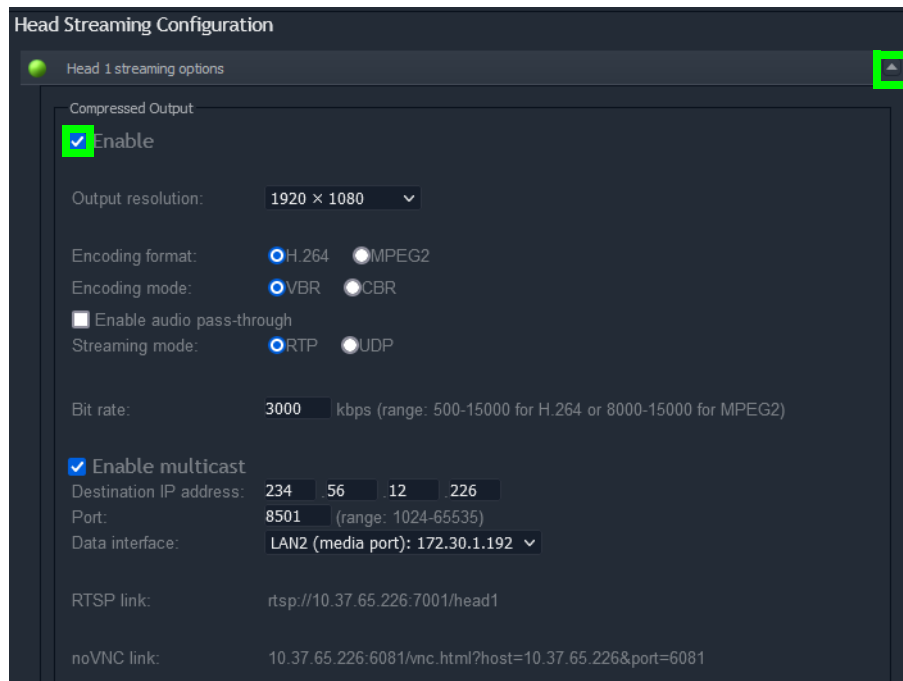 Head Streaming Configuration
Head 1 streaming options
Compressed Output
Enable
Output resolution: 1920 × 1080
Encoding format: H.264 MPEG2
Encoding mode: VBR CBR
Enable audio pass-through
Streaming mode: RTP UDP
Bit rate: 3000 kbps (range: 500-15000 for H.264 or 8000-15000 for MPEG2)
Enable multicast
Destination IP address: 234 .56 .12 .226
Port: 8501 (range: 1024-65535)
Data interface: LAN2 (media port): 172.30.1.192
RTSP link: rtsp://10.37.65.226:7001/head1
noVNC link: 10.37.65.226:6081/vnc.html?host=10.37.65.226&port=6081